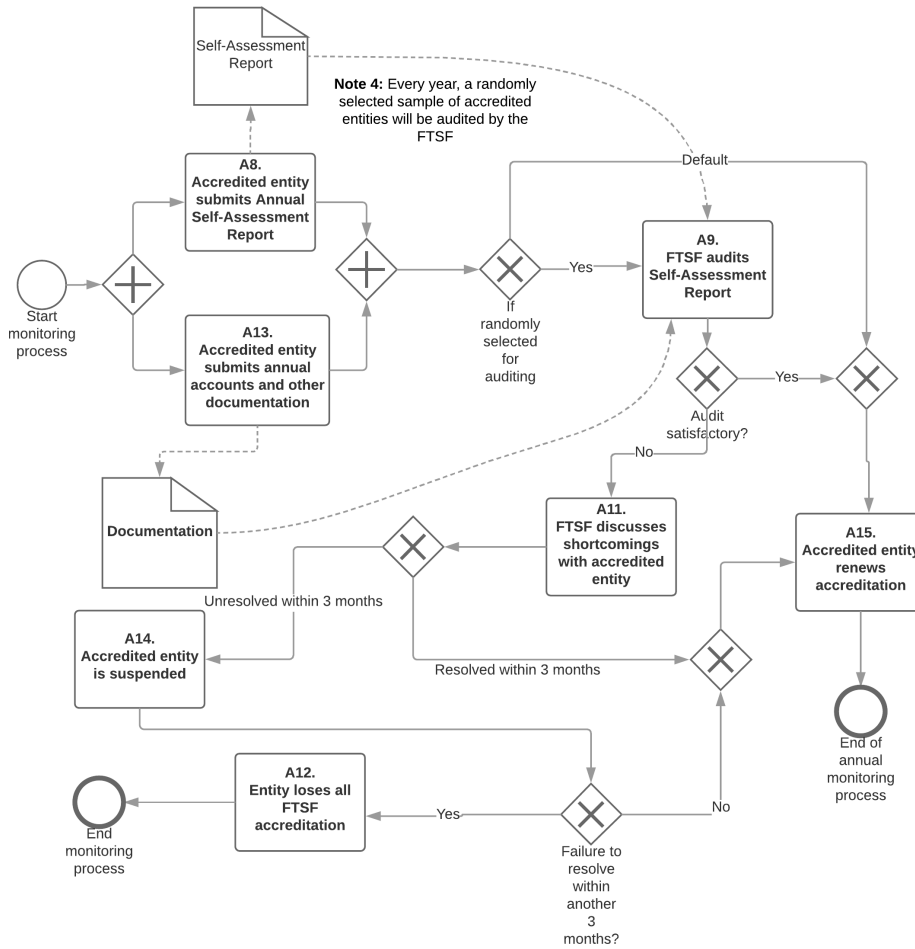 Self-Assessment
Report
Note 4: Every year, a randomly
selected sample of accredited
entities will be audited by the
FTSF
Default
A8.
Accredited entity
submits Annual
Self-Assessment
Report
A9.
FTSF audits
Self-Assessment
Report
Yes
Start
monitoring
process
If
randomly
selected
for
auditing
A13.
Accredited entity
submits annual
accounts and other
documentation
Yes
Audit
satisfactory?
No
Documentation
A11.
FTSF discusses
shortcomings
with accredited
entity
A15.
Accredited entity
renews
accreditation
Unresolved within 3 months
A14.
Accredited entity
is suspended
Resolved within 3 months
End of
annual
monitoring
process
A12.
Entity loses all
FTSF
accreditation
Yes
No
End
monitoring
process
Failure to
resolve
within
another
3
months?